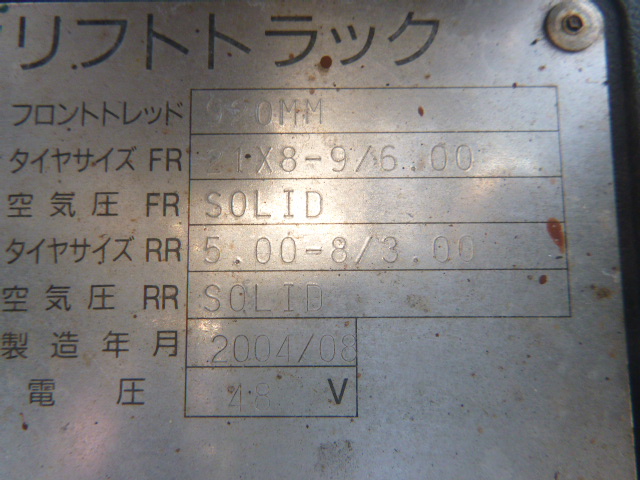 リフトトラック
フロントトレッド 990MM
タイヤサイズ FR 21X8-9/6.00
空気圧 FR SOLID
タイヤサイズ RR 5.00-8/3.00
空気圧 RR SOLID
製造年月 2004/08
電圧 48 V